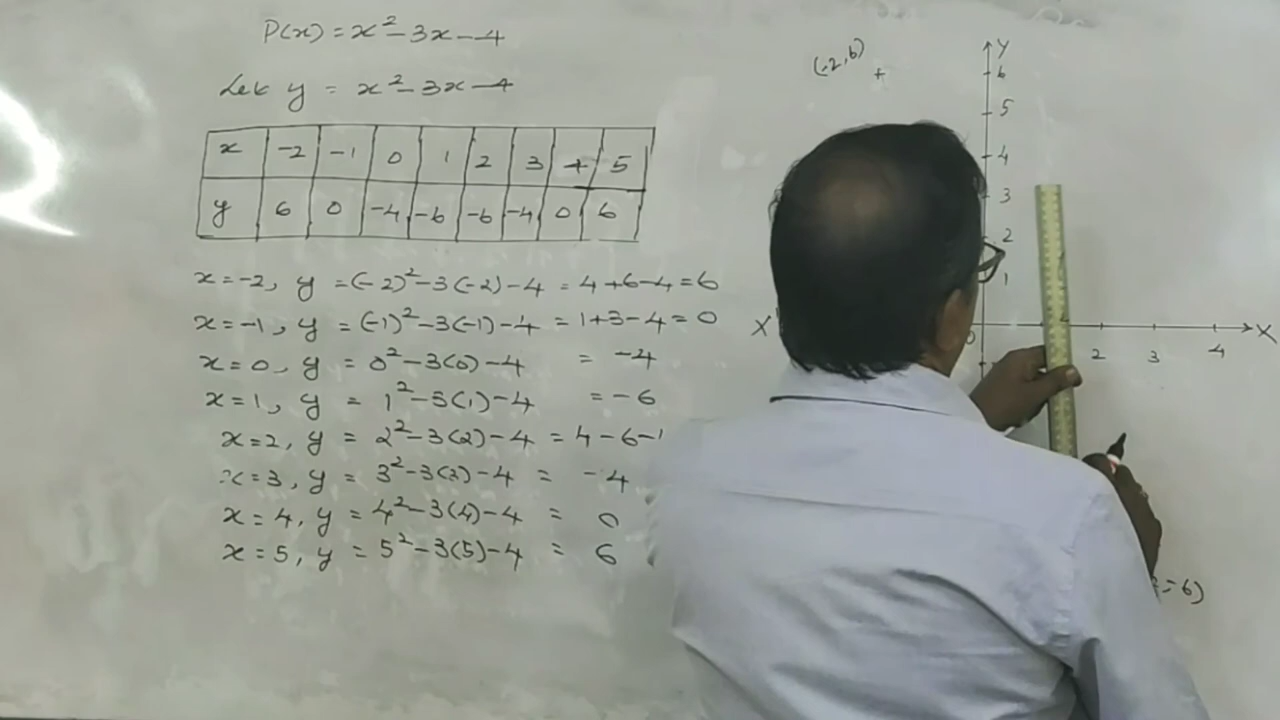 P(x) = x² - 3x - 4
Let y = x² - 3x - 4
x -2 -1 0 1 2 3 4 5
y 6 0 -4 -6 -6 -4 0 6
x = -2, y = (-2)² - 3(-2) - 4 = 4 + 6 - 4 = 6
x = -1, y = (-1)² - 3(-1) - 4 = 1 + 3 - 4 = 0
x = 0, y = 0² - 3(0) - 4 = -4
x = 1, y = 1² - 3(1) - 4 = -6
x = 2, y = 2² - 3(2) - 4 = 4 - 6 -
x = 3, y = 3² - 3(3) - 4 = -4
x = 4, y = 4² - 3(4) - 4 = 0
x = 5, y = 5² - 3(5) - 4 = 6
(-2,6)
Y
6
5
4
3
2
1
X' 0 X
2 3 4
-6)